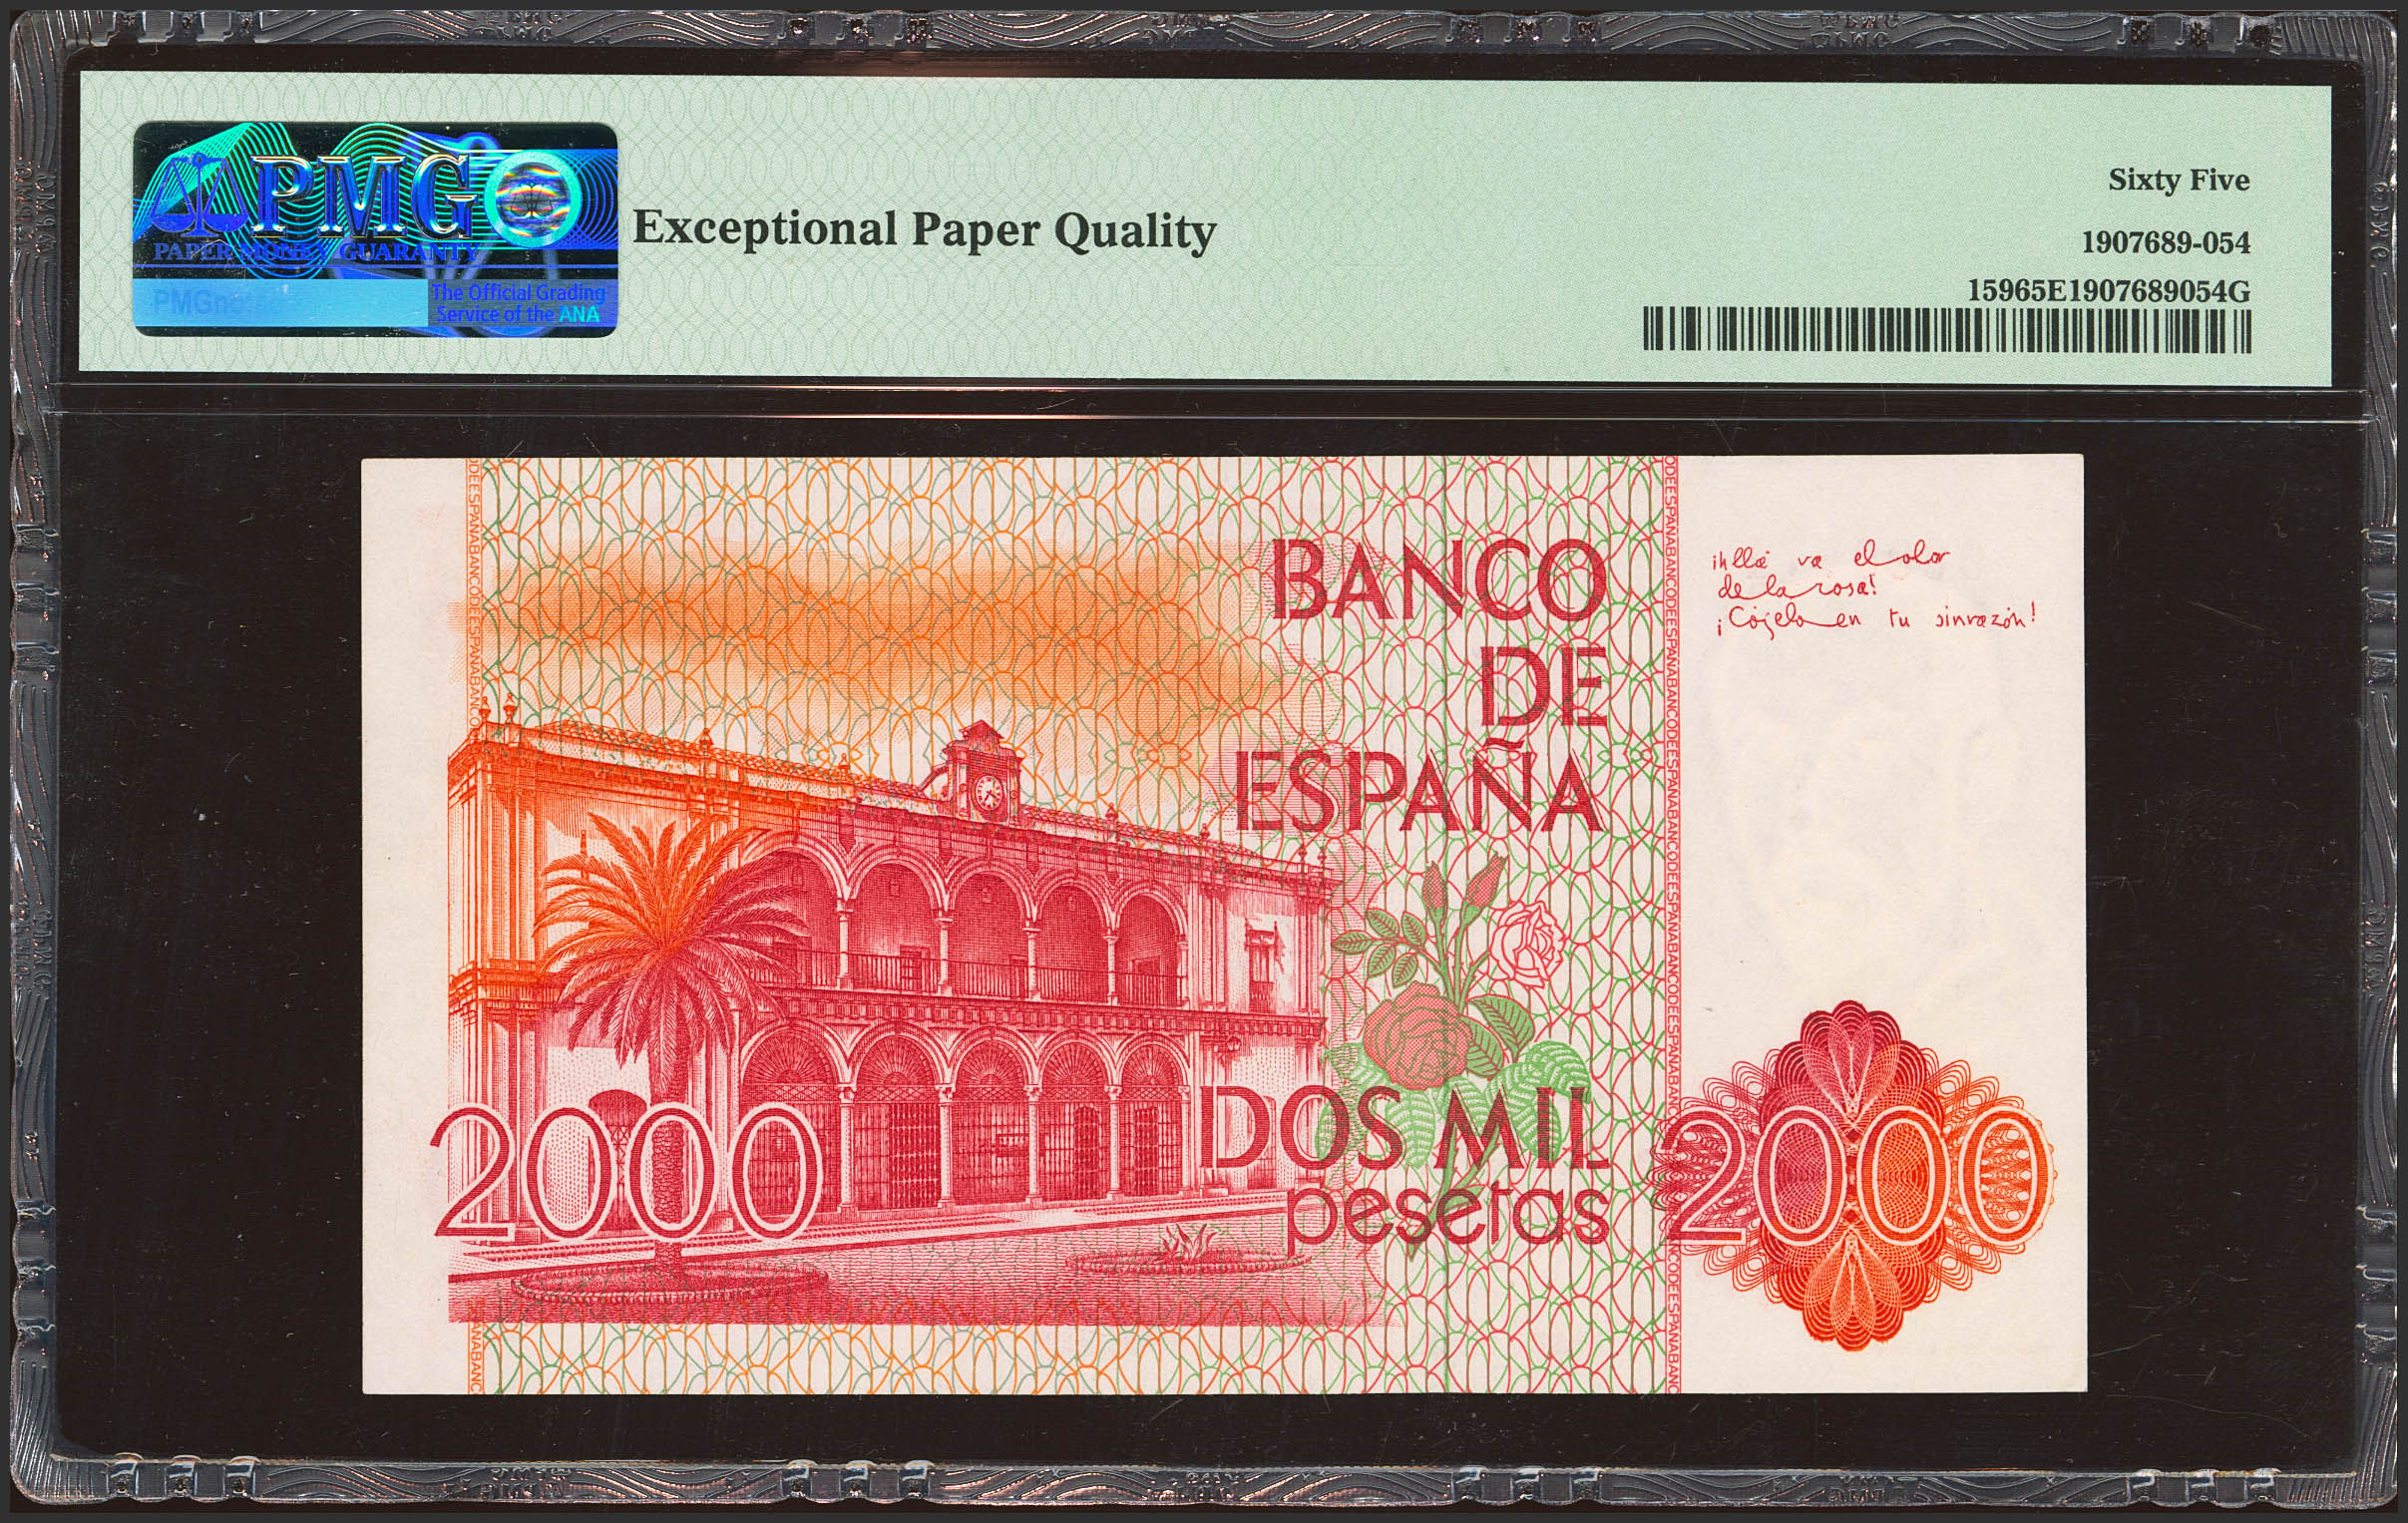 PMG
PAPER MONEY GUARANTY
The Official Grading
Service of the ANA
Exceptional Paper Quality
Sixty Five
1907689-054
15965E1907689054G
BANCO
DE
ESPAÑA
¡Allá va el olor
de la rosa!
¡Cójelo en tu sinrazón!
DOS MIL
pesetas
2000
2000